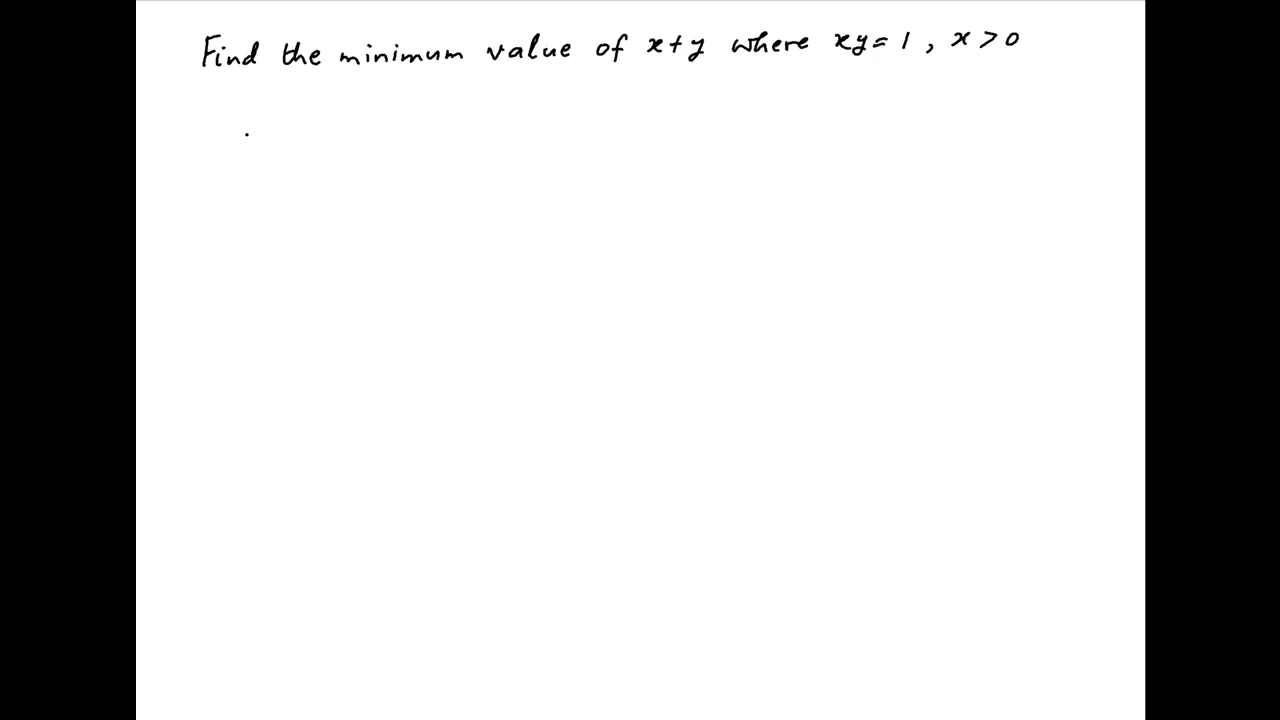 Find the minimum value of x+y where xy=1, x>0